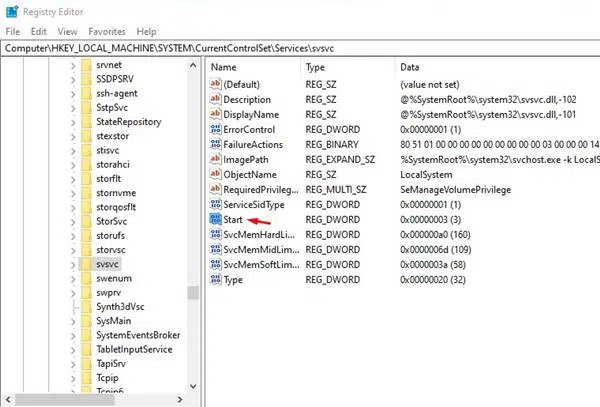 Registry Editor
File Edit View Favorites Help
Computer\HKEY_LOCAL_MACHINE\SYSTEM\CurrentControlSet\Services\svsvc
srvnet
SSDPSRV
ssh-agent
SstpSvc
StateRepository
stexstor
stisvc
storahci
storflt
stornvme
storqosflt
StorSvc
storufs
storvsc
svsvc
swenum
swprv
Synth3dVsc
SysMain
SystemEventsBroker
TabletInputService
TapiSrv
Tcpip
Tcpip6
Name Type Data
(Default) REG_SZ (value not set)
Description REG_SZ @%SystemRoot%\system32\svsvc.dll,-102
DisplayName REG_SZ @%SystemRoot%\system32\svsvc.dll,-101
ErrorControl REG_DWORD 0x00000001 (1)
FailureActions REG_BINARY 80 51 01 00 00 00 00 00 00 00 00 00 03 00 00 00 14
ImagePath REG_EXPAND_SZ %SystemRoot%\system32\svchost.exe -k LocalS
ObjectName REG_SZ LocalSystem
RequiredPrivileg... REG_MULTI_SZ SeManageVolumePrivilege
ServiceSidType REG_DWORD 0x00000001 (1)
Start REG_DWORD 0x00000003 (3)
SvcMemHardLi... REG_DWORD 0x000000a0 (160)
SvcMemMidLim... REG_DWORD 0x0000006d (109)
SvcMemSoftLim... REG_DWORD 0x0000003a (58)
Type REG_DWORD 0x00000020 (32)